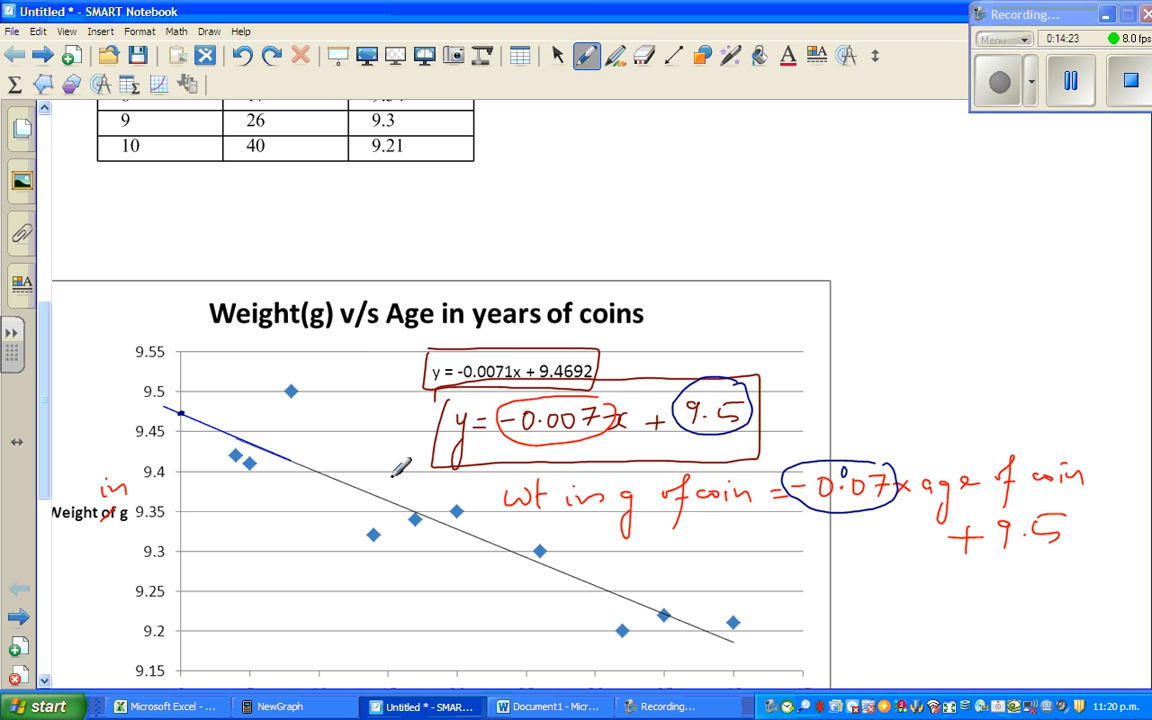 Untitled * - SMART Notebook
Recording...
File Edit View Insert Format Math Draw Help
Menu 0:14:23 8.0 fps
9 26 9.3
10 40 9.21
Weight(g) v/s Age in years of coins
9.55
y = -0.0071x + 9.4692
9.5
y = -0.007x + 9.5
9.45
9.4
in
wt in g of coin = -0.007 x age of coin
Weight of g
9.35
+ 9.5
9.3
9.25
9.2
9.15
start
Microsoft Excel - ...
NewGraph
Untitled * - SMAR...
Document1 - Micr...
Recording...
11:20 p.m.